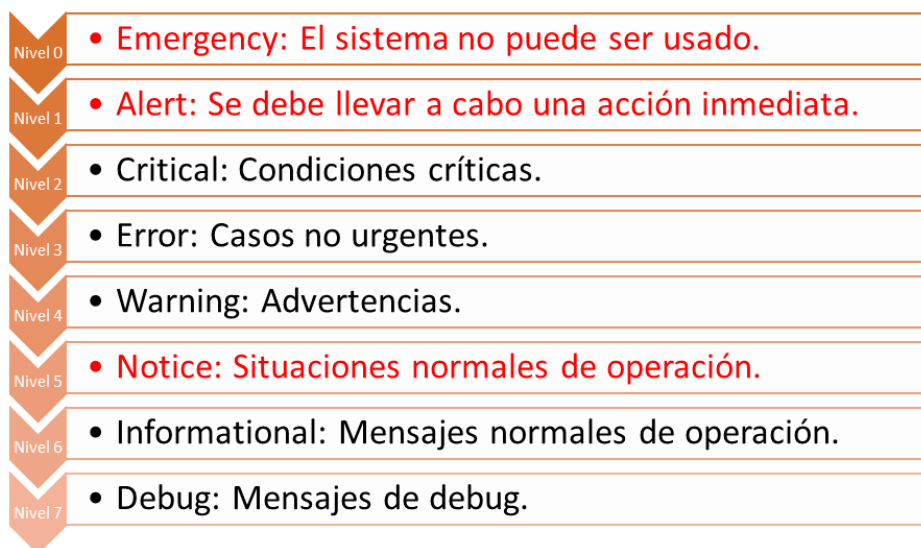 Nivel 0
• Emergency: El sistema no puede ser usado.
Nivel 1
• Alert: Se debe llevar a cabo una acción inmediata.
Nivel 2
• Critical: Condiciones críticas.
Nivel 3
• Error: Casos no urgentes.
Nivel 4
• Warning: Advertencias.
Nivel 5
• Notice: Situaciones normales de operación.
Nivel 6
• Informational: Mensajes normales de operación.
Nivel 7
• Debug: Mensajes de debug.